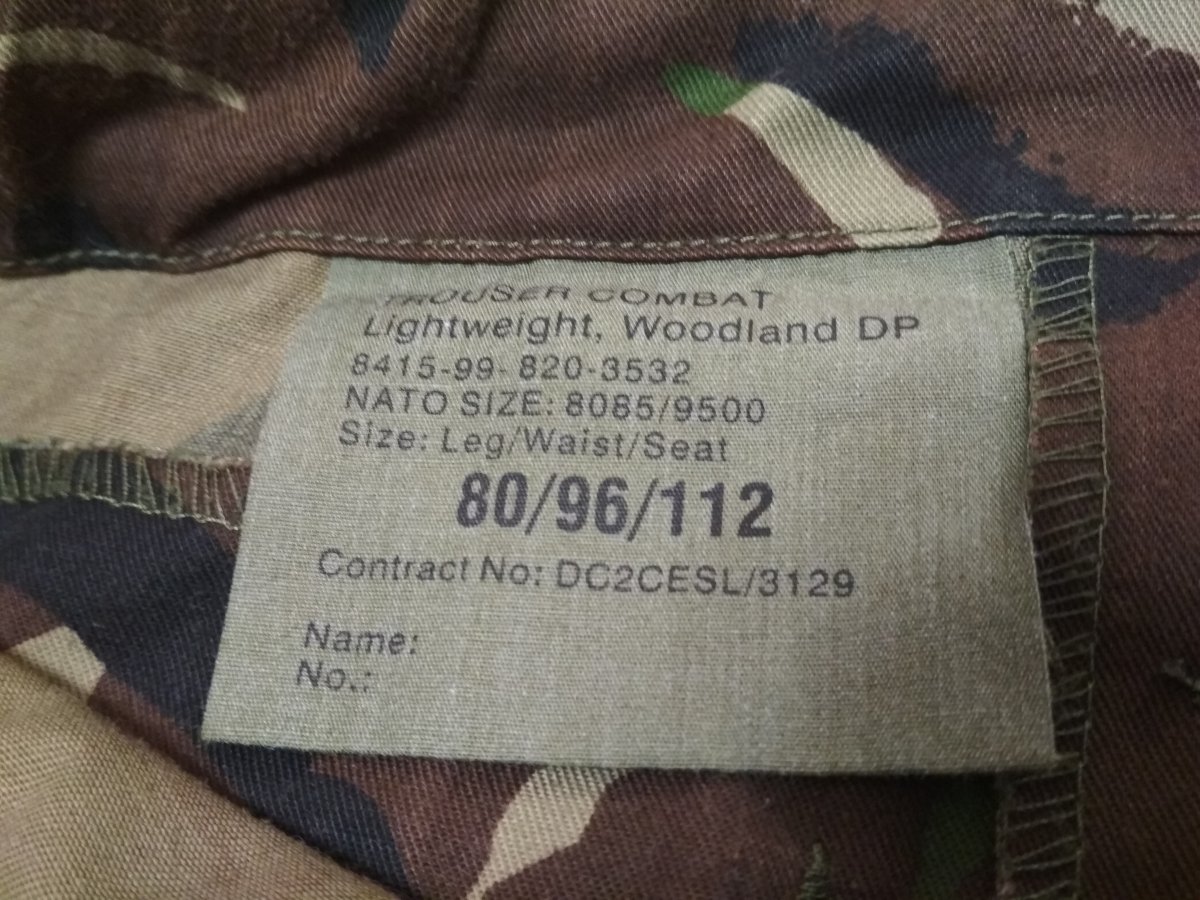 TROUSER COMBAT
Lightweight, Woodland DP
8415-99-820-3532
NATO SIZE: 8085/9500
Size: Leg/Waist/Seat
80/96/112
Contract No: DC2CESL/3129
Name:
No.: